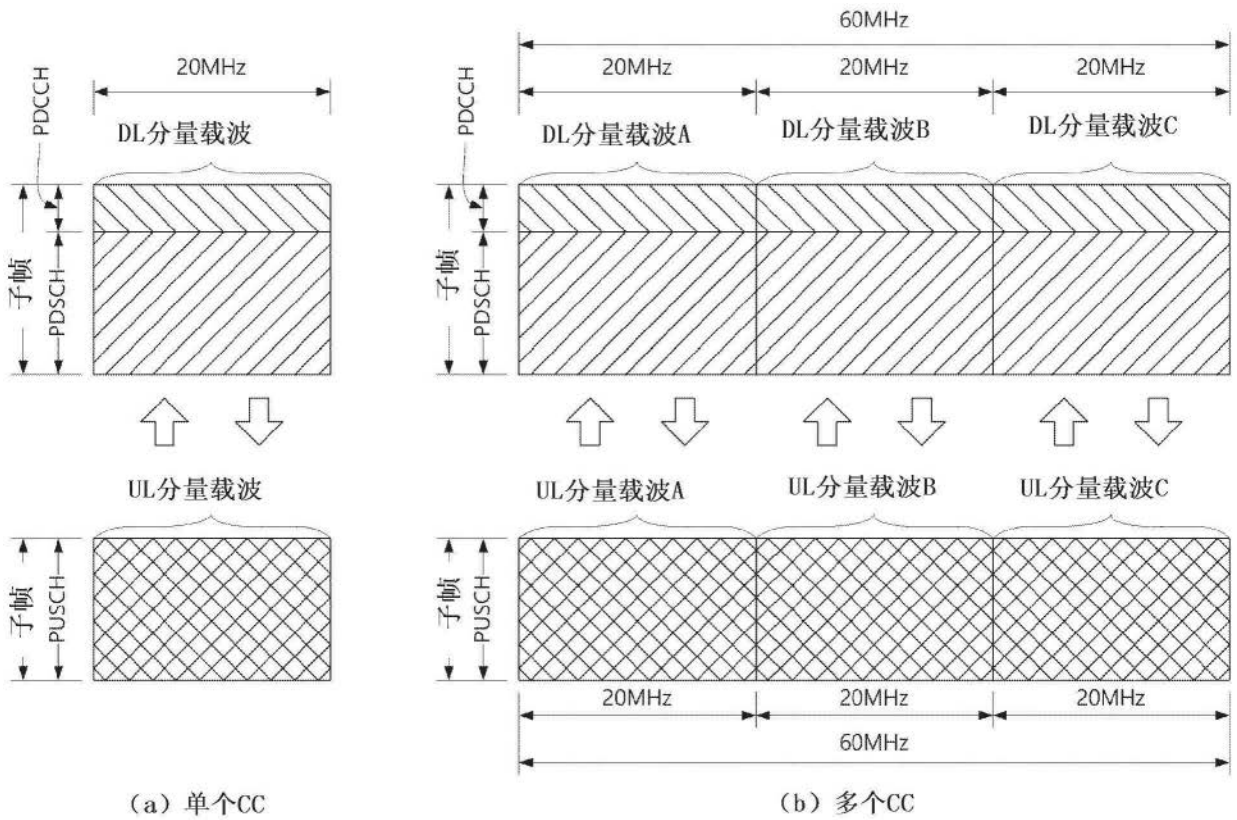 60MHz
20MHz
20MHz
20MHz
20MHz
PDCCH
DL分量载波
DL分量载波A
DL分量载波B
DL分量载波C
PDCCH
子帧
PDSCH
子帧
PDSCH
UL分量载波
UL分量载波A
UL分量载波B
UL分量载波C
子帧
PUSCH
子帧
PUSCH
20MHz
20MHz
20MHz
60MHz
(a) 单个CC
(b) 多个CC